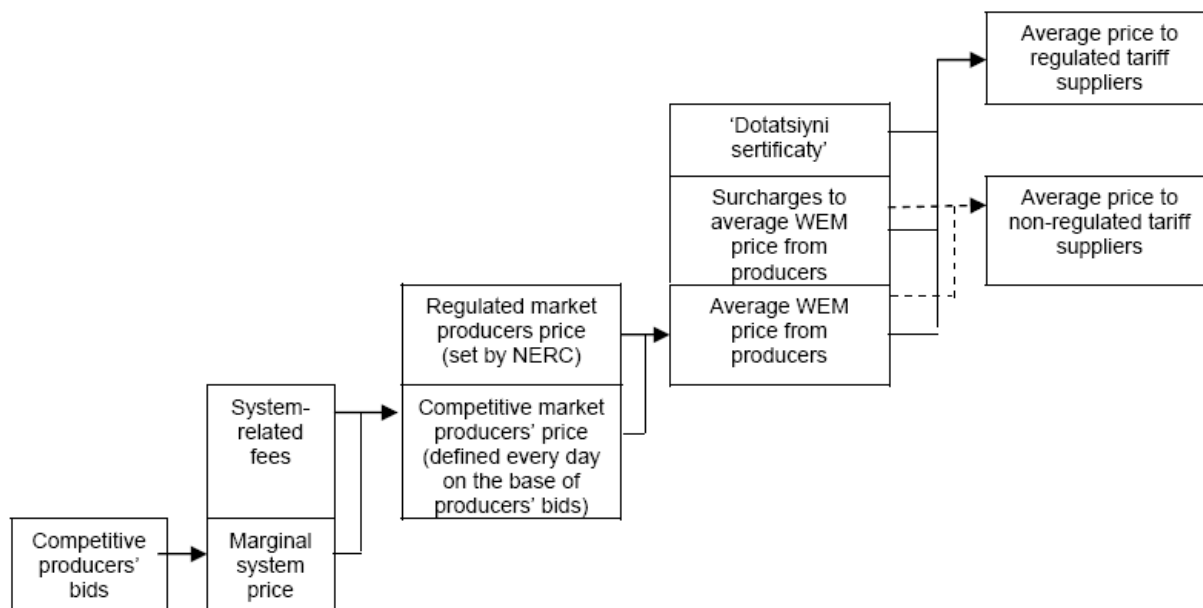 Average price to
regulated tariff
suppliers
‘Dotatsiyni
sertificaty’
Surcharges to
average WEM
price from
producers
Average price to
non-regulated tariff
suppliers
Regulated market
producers price
(set by NERC)
Average WEM
price from
producers
System-
related
fees
Competitive market
producers’ price
(defined every day
on the base of
producers’ bids)
Competitive
producers’
bids
Marginal
system
price